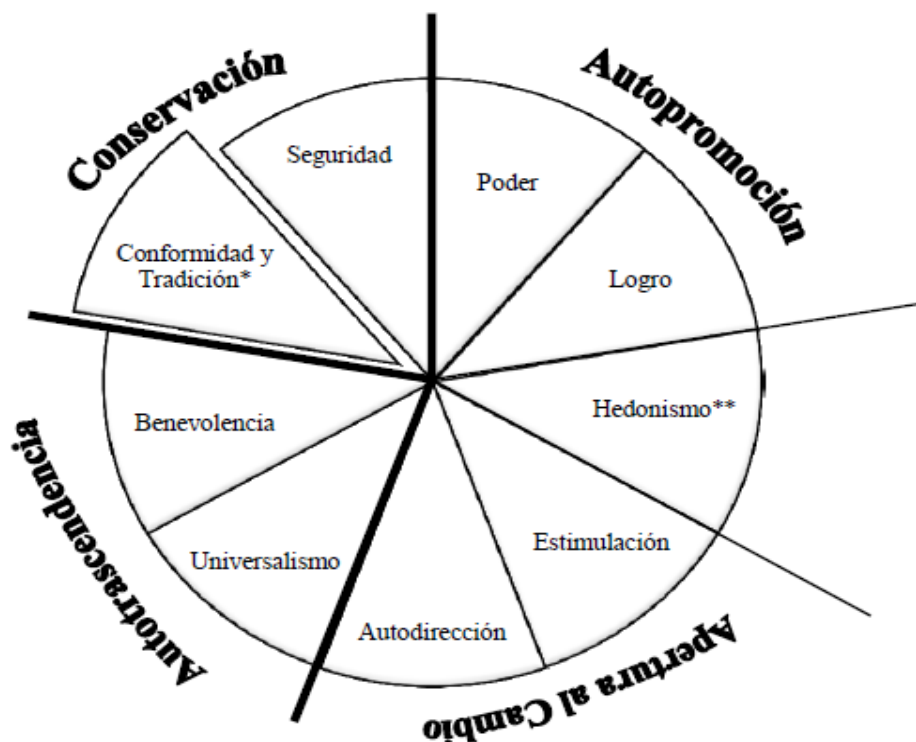 Conservación
Autopromoción
Seguridad
Poder
Conformidad y
Tradición*
Logro
Benevolencia
Hedonismo**
Universalismo
Estimulación
Autodirección
Autotrascendencia
Apertura al Cambio